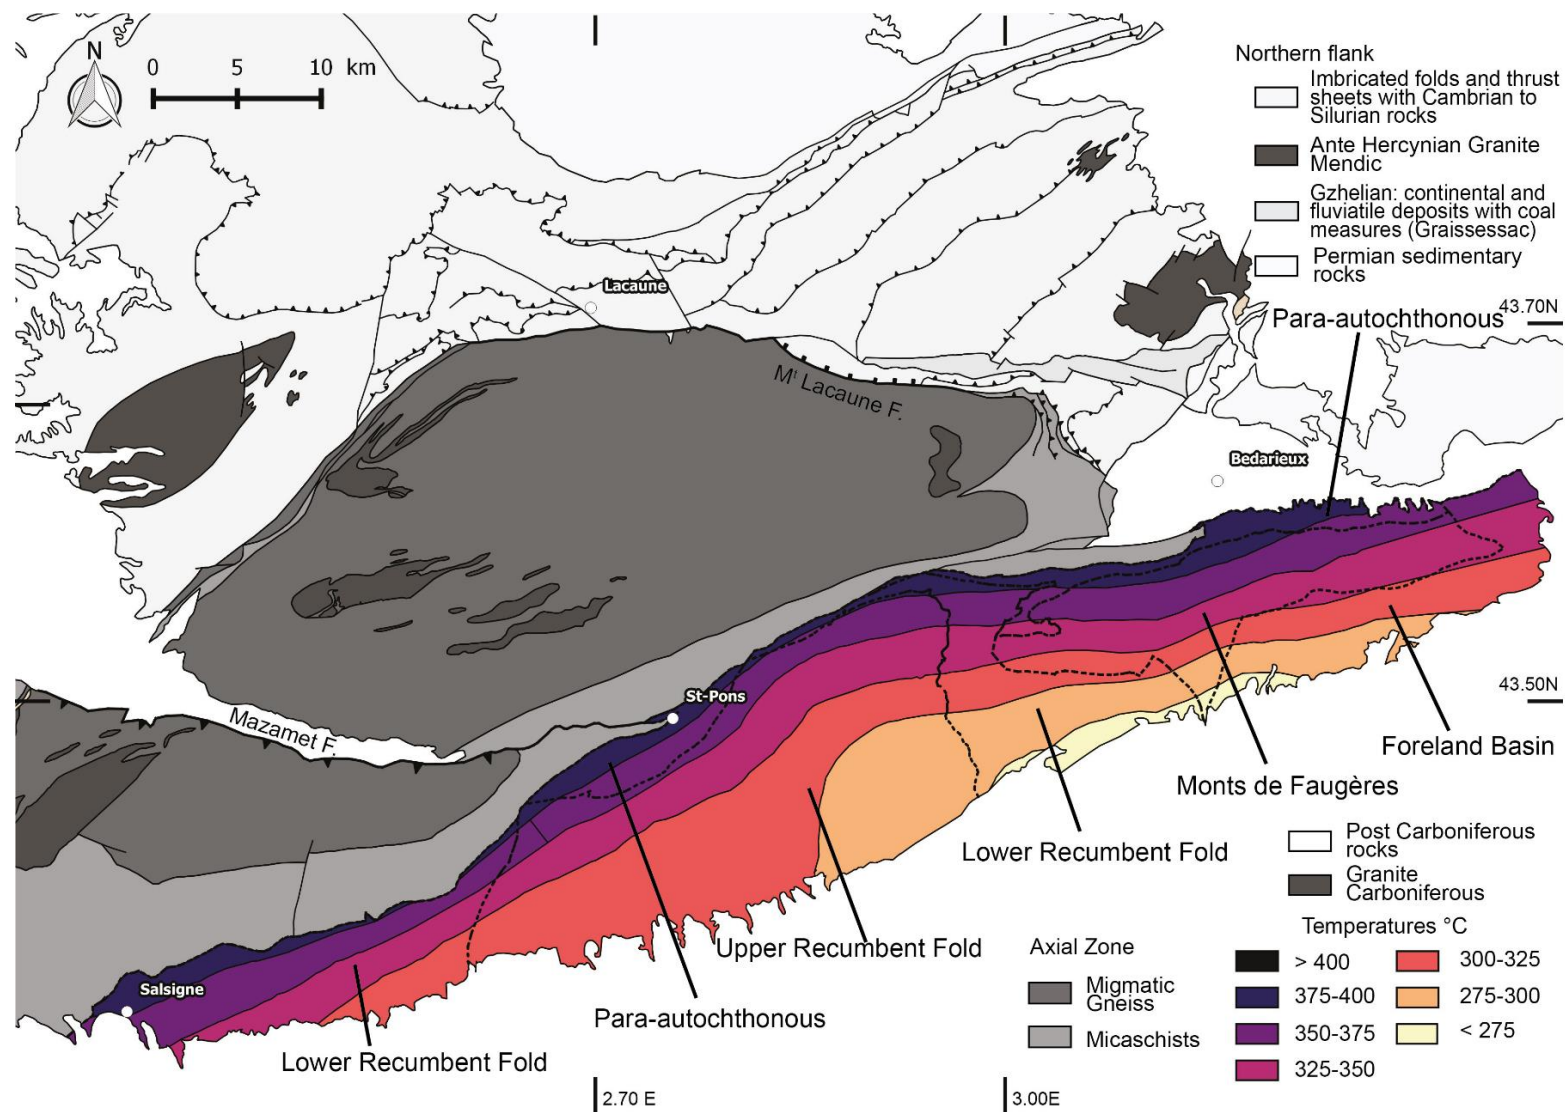 N
0 5 10 km
Northern flank
Imbricated folds and thrust
sheets with Cambrian to
Silurian rocks
Ante Hercynian Granite
Mendic
Gzhelian: continental and
fluviatile deposits with coal
measures (Graissessac)
Permian sedimentary
rocks
Lacaune
43.70N
Para-autochthonous
Mt Lacaune F.
Bedarieux
St-Pons
43.50N
Mazamet F.
Foreland Basin
Monts de Faugères
Lower Recumbent Fold
Post Carboniferous
rocks
Granite
Carboniferous
Upper Recumbent Fold
Axial Zone
Migmatic
Gneiss
Micaschists
Temperatures °C
> 400
375-400
350-375
325-350
300-325
275-300
< 275
Salsigne
Para-autochthonous
Lower Recumbent Fold
2.70 E
3.00E